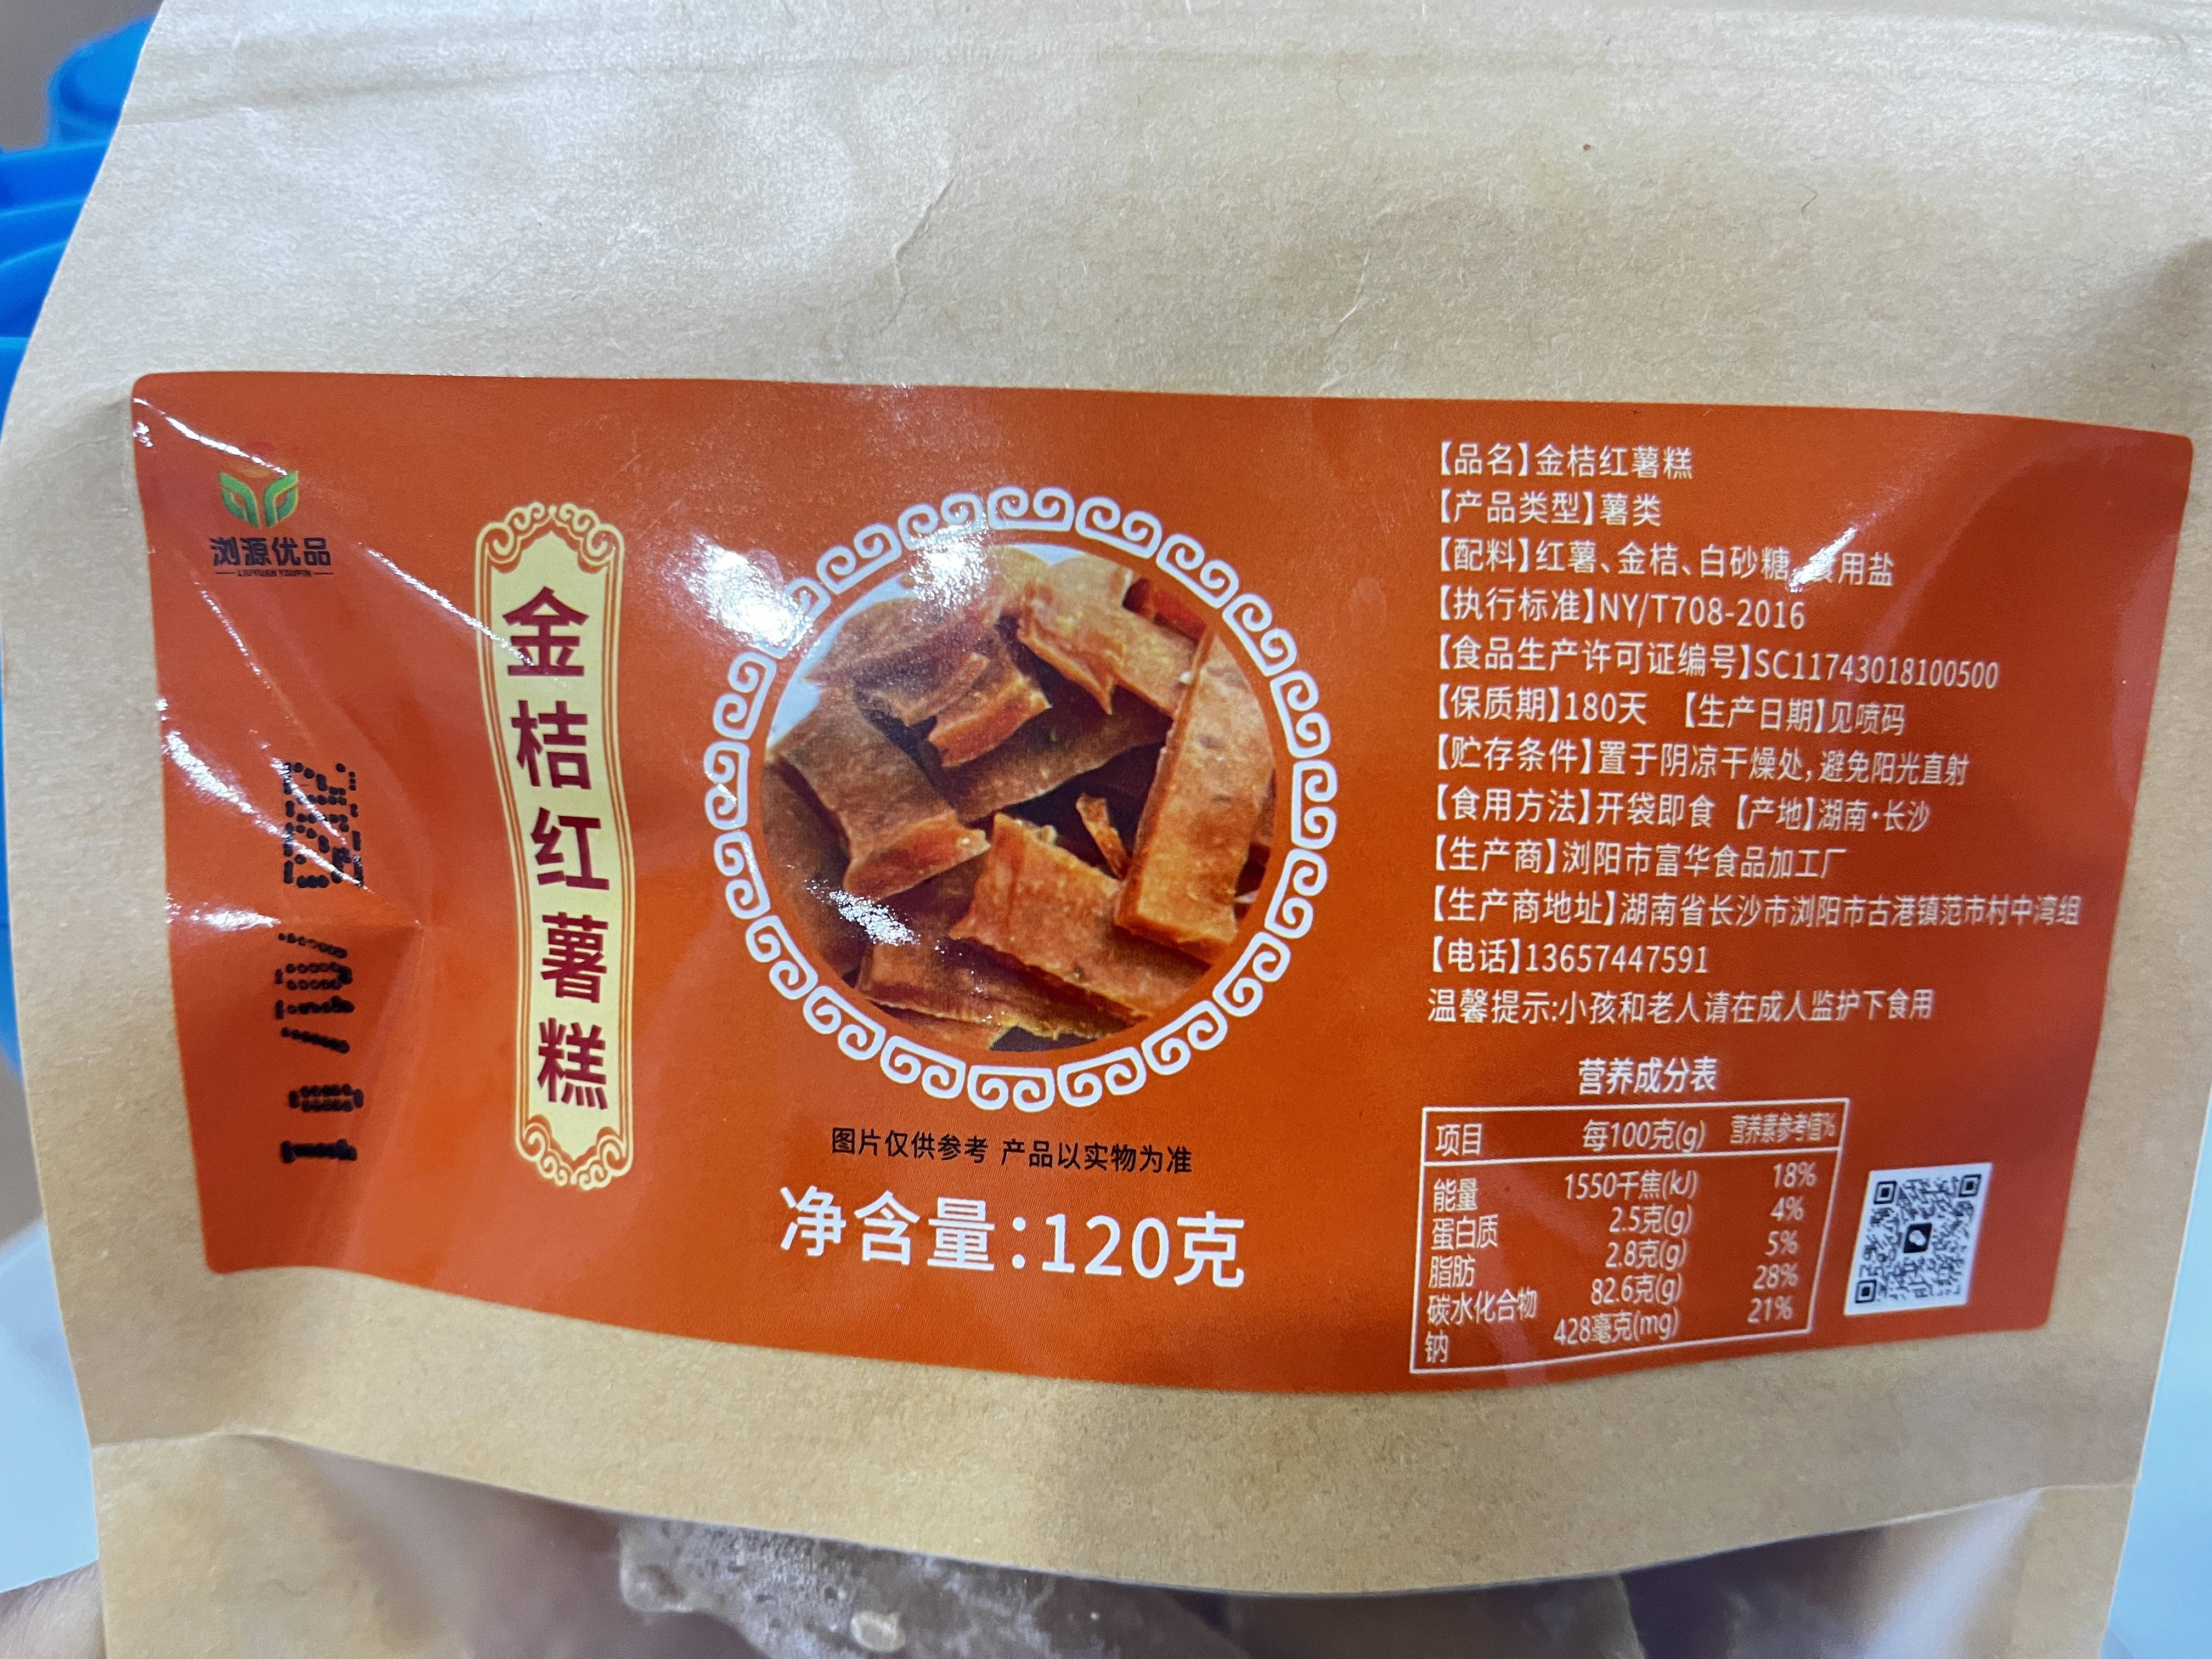 浏源优品
LIUYUAN YOUPIN
金桔红薯糕
图片仅供参考 产品以实物为准
净含量:120克
【品名】金桔红薯糕
【产品类型】薯类
【配料】红薯、金桔、白砂糖 食用盐
【执行标准】NY/T708-2016
【食品生产许可证编号】SC11743018100500
【保质期】180天 【生产日期】见喷码
【贮存条件】置于阴凉干燥处,避免阳光直射
【食用方法】开袋即食 【产地】湖南·长沙
【生产商】浏阳市富华食品加工厂
【生产商地址】湖南省长沙市浏阳市古港镇范市村中湾组
【电话】13657447591
温馨提示:小孩和老人请在成人监护下食用
营养成分表
项目 每100克(g) 营养素参考值%
能量 1550千焦(kJ) 18%
蛋白质 2.5克(g) 4%
脂肪 2.8克(g) 5%
碳水化合物 82.6克(g) 28%
钠 428毫克(mg) 21%